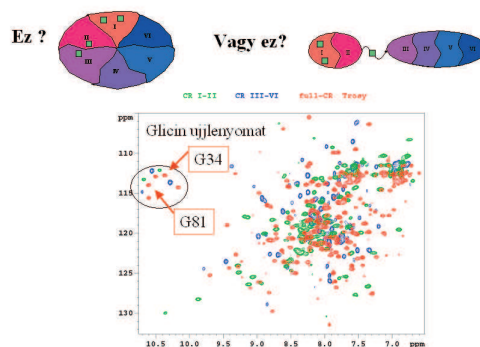 Ez ?
Vagy ez?
I
II
III
IV
V
VI
I
II
III
IV
V
VI
CR I-II CR III-VI full-CR Trosy
ppm
Glicin ujjlenyomat
G34
G81
110
115
120
125
130
10.5 10.0 9.5 9.0 8.5 8.0 7.5 7.0 ppm